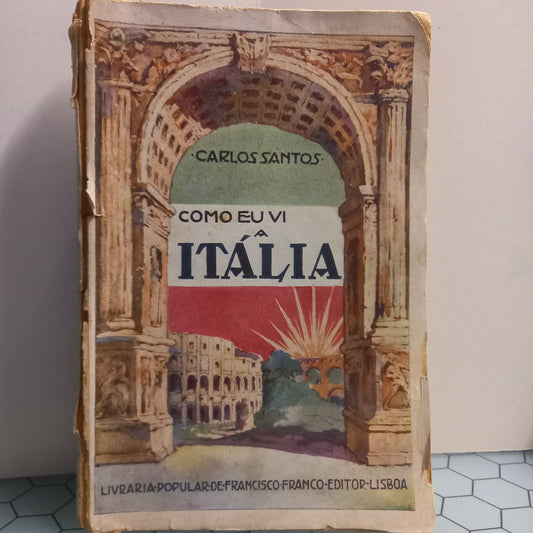 ·CARLOS SANTOS·
COMO EU VI
A
ITÁLIA
LIVRARIA·POPULAR·DE·FRANCISCO·FRANCO·EDITOR·LISBOA